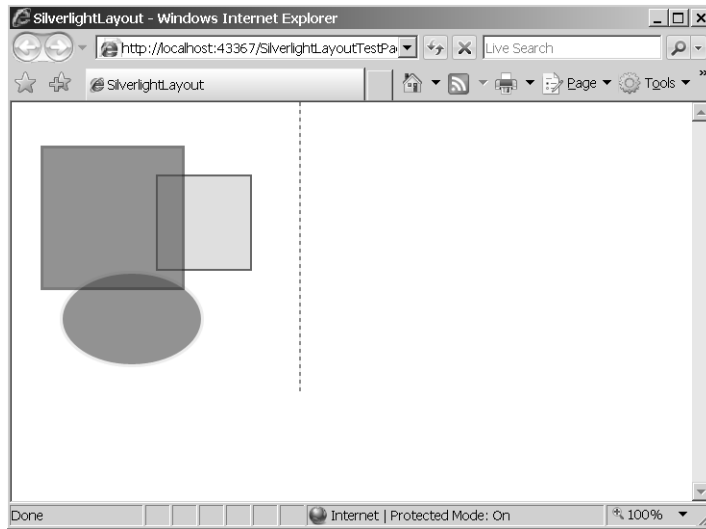 SilverlightLayout - Windows Internet Explorer
http://localhost:43367/SilverlightLayoutTestPa
Live Search
SilverlightLayout
Page
Tools
»
Done
Internet | Protected Mode: On
100%